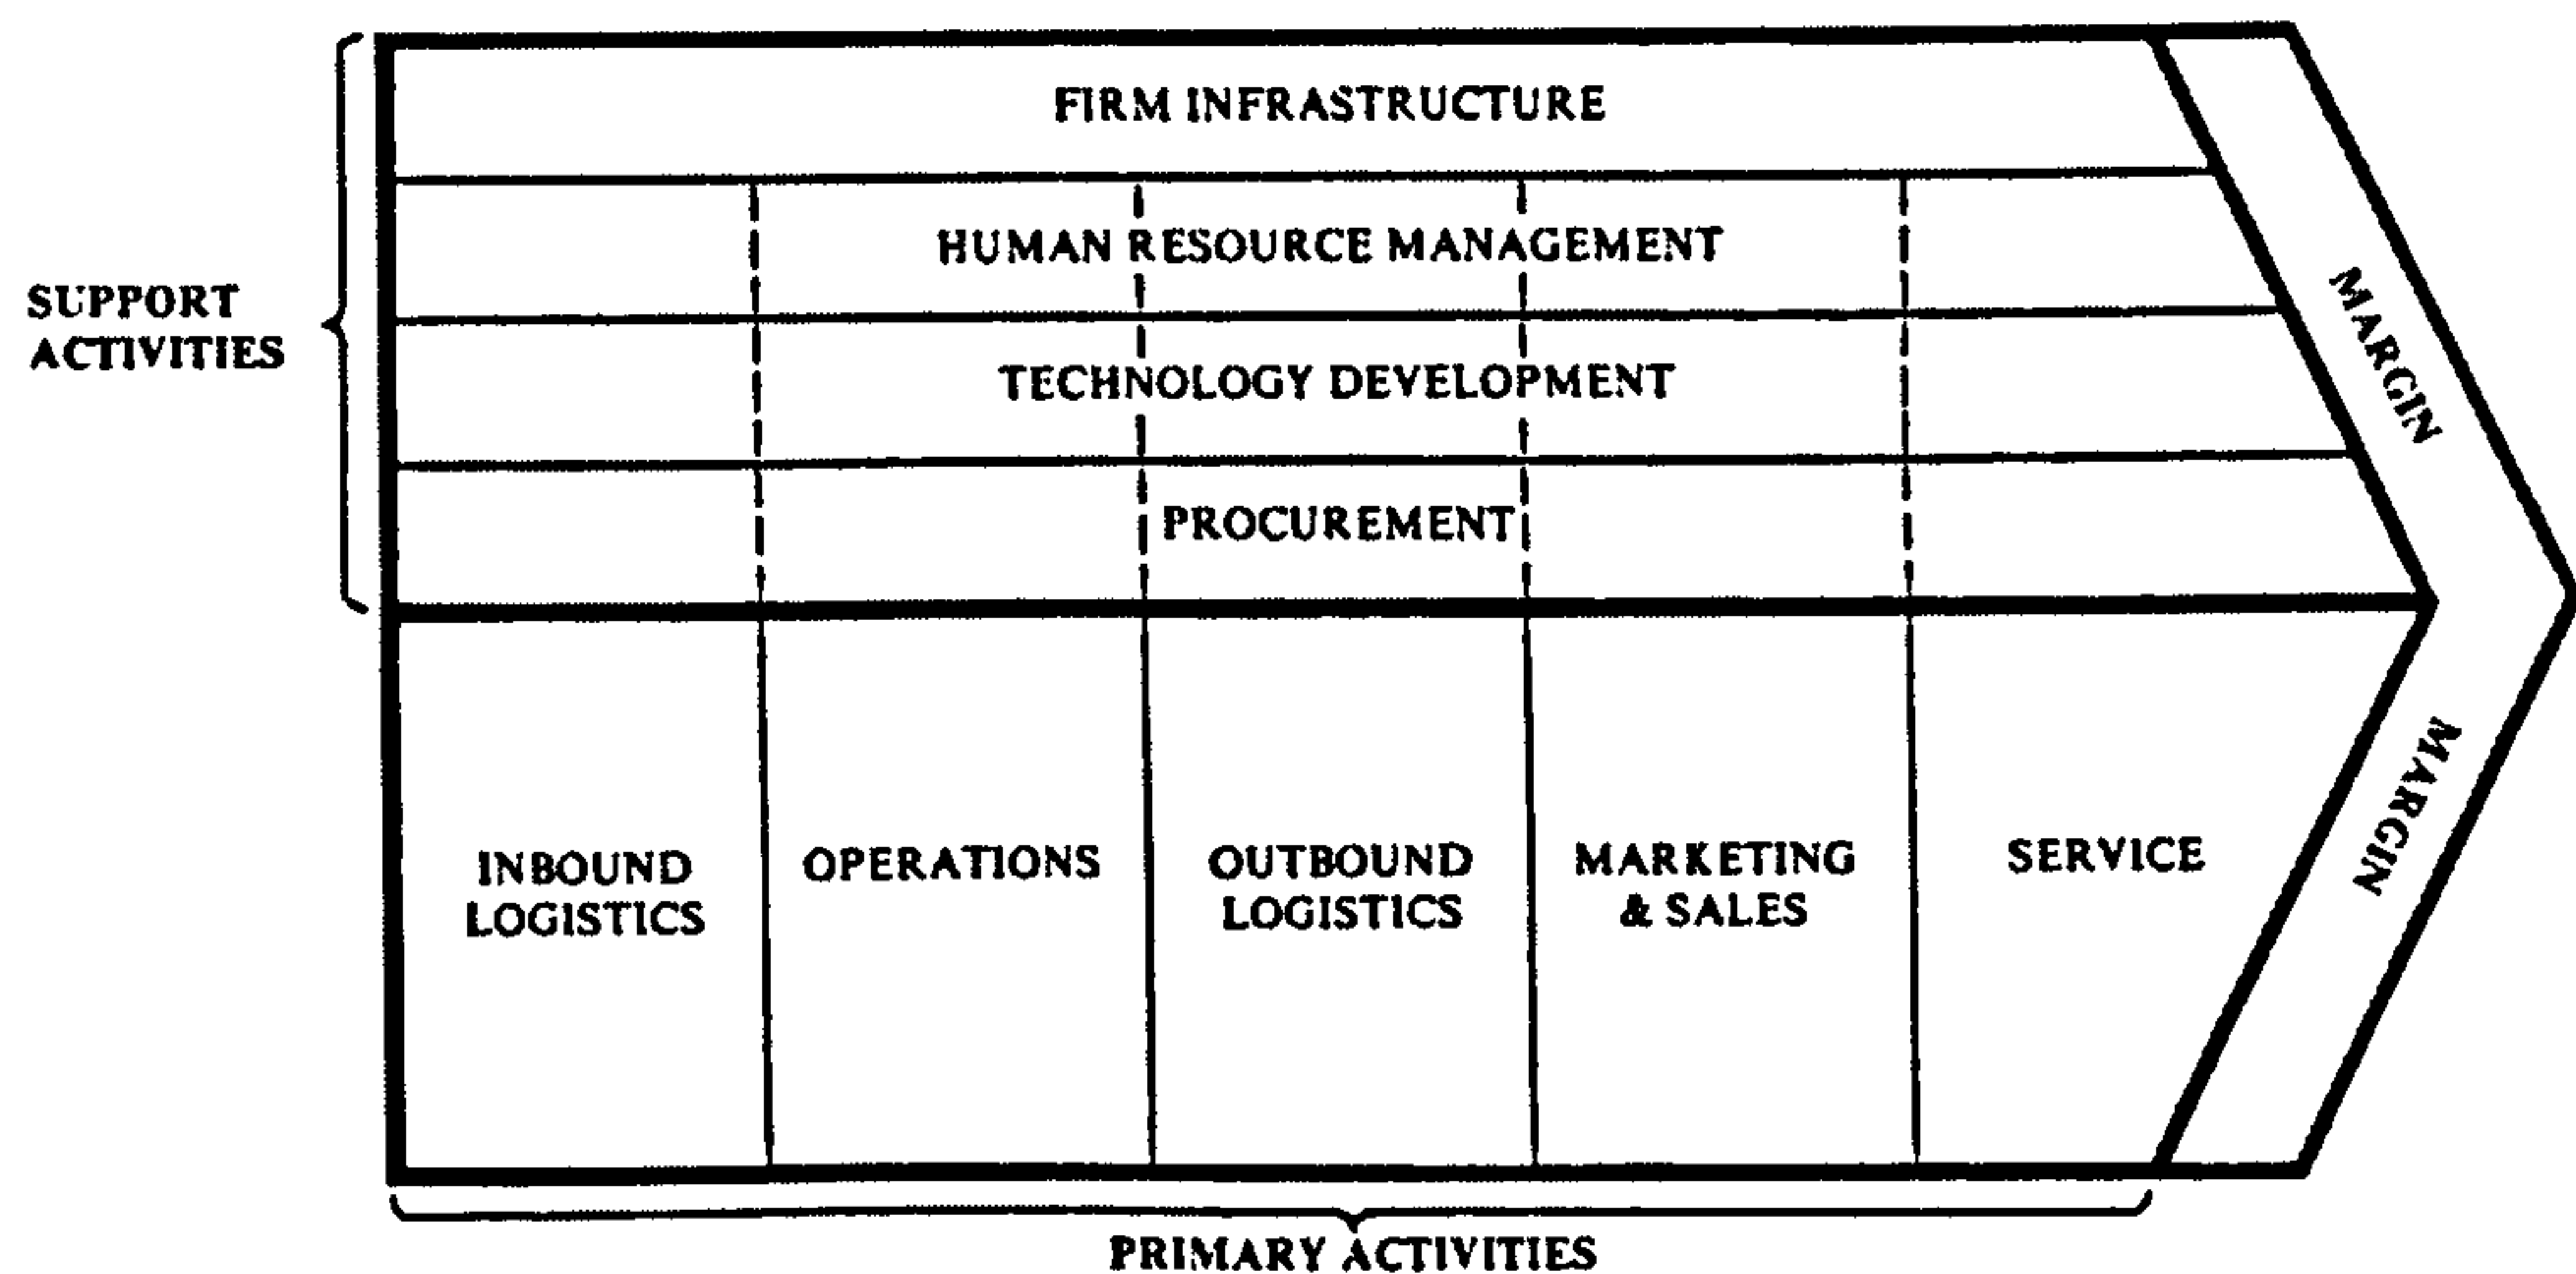 FIRM INFRASTRUCTURE
HUMAN RESOURCE MANAGEMENT
SUPPORT
ACTIVITIES
TECHNOLOGY DEVELOPMENT
PROCUREMENT
MARGIN
INBOUND
LOGISTICS
OPERATIONS
OUTBOUND
LOGISTICS
MARKETING
& SALES
SERVICE
MARGIN
PRIMARY ACTIVITIES